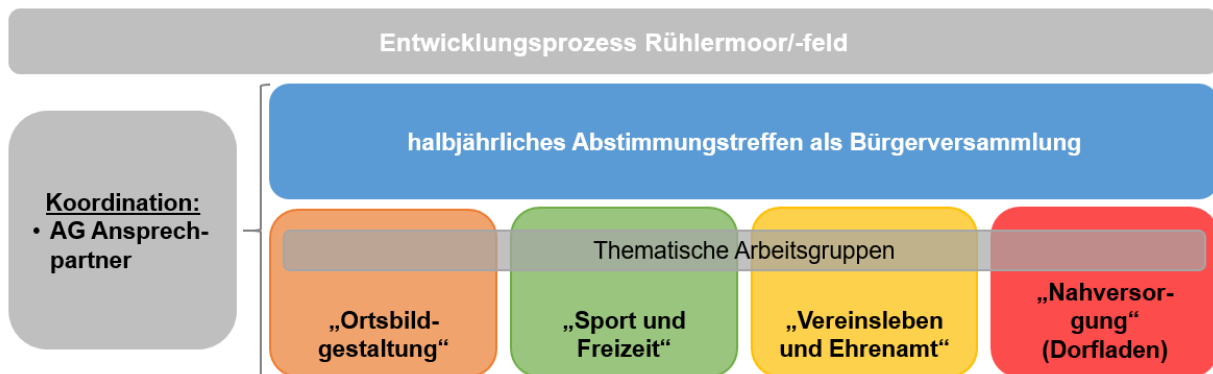 Entwicklungsprozess Rühlermoor/-feld
halbjährliches Abstimmungstreffen als Bürgerversammlung
Koordination:
• AG Ansprech-
partner
Thematische Arbeitsgruppen
„Ortsbild-
gestaltung“
„Sport und
Freizeit“
„Vereinsleben
und Ehrenamt“
„Nahversor-
gung“
(Dorfladen)